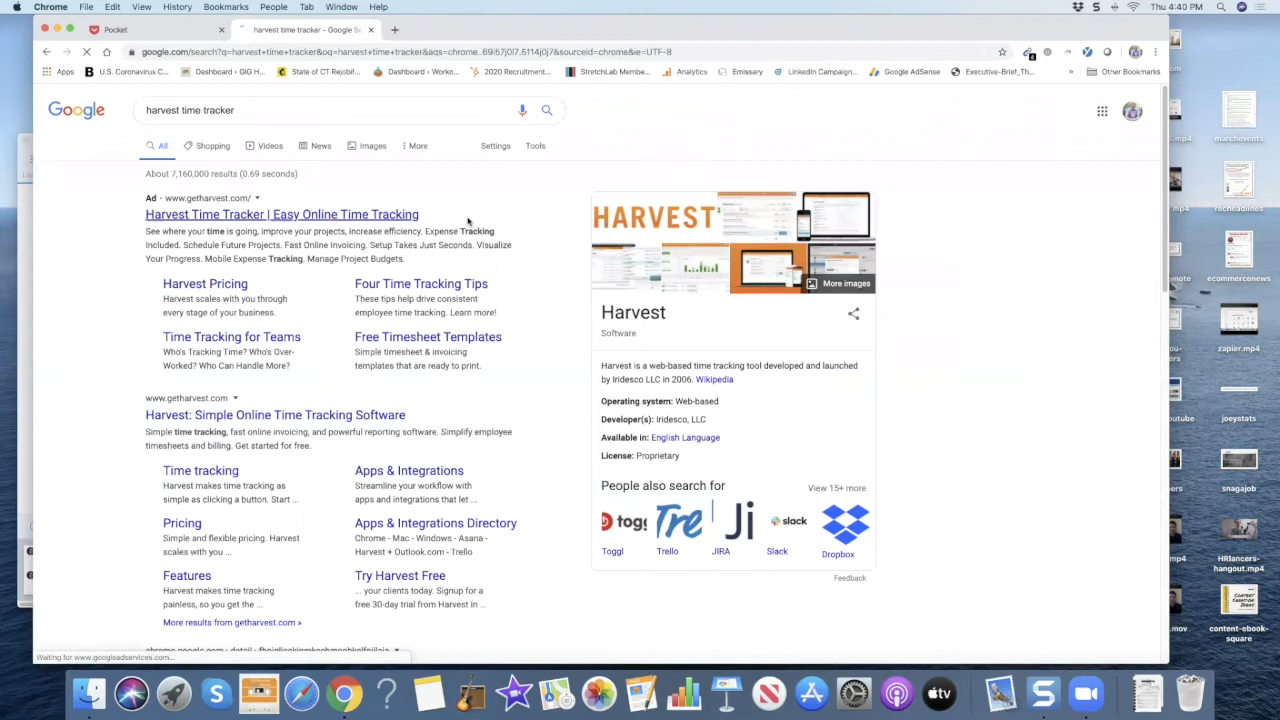 Chrome File Edit View History Bookmarks People Tab Window Help
Thu 4:40 PM
Pocket
harvest time tracker - Google Se
google.com/search?q=harvest+time+tracker&oq=harvest+time+tracker&aqs=chrome..69i57j0l7.5114j0j7&sourceid=chrome&ie=UTF-8
Apps
U.S. Coronavirus C...
Dashboard ‹ GIG H...
State of CT Rejobif...
Dashboard ‹ Worko...
2020 Recruitment...
StretchLab Membe...
Analytics
Emissary
LinkedIn Campaign...
Google AdSense
Executive-Brief_Th...
»
Other Bookmarks
Google
harvest time tracker
All
Shopping
Videos
News
Images
More
Settings
Tools
About 7,160,000 results (0.69 seconds)
Ad · www.getharvest.com/
Harvest Time Tracker | Easy Online Time Tracking
See where your time is going, improve your projects, increase efficiency. Expense Tracking
Included. Schedule Future Projects. Fast Online Invoicing. Setup Takes Just Seconds. Visualize
Your Progress. Mobile Expense Tracking. Manage Project Budgets.
Harvest Pricing
Harvest scales with you through
every stage of your business.
Four Time Tracking Tips
These tips help drive consistent
employee time tracking. Learn more!
Time Tracking for Teams
Who's Tracking Time? Who's Over-
Worked? Who Can Handle More?
Free Timesheet Templates
Simple timesheet & invoicing
templates that are ready to print.
www.getharvest.com
Harvest: Simple Online Time Tracking Software
Simple time tracking, fast online invoicing, and powerful reporting software. Simplify employee
timesheets and billing. Get started for free.
Time tracking
Harvest makes time tracking as
simple as clicking a button. Start ...
Apps & Integrations
Streamline your workflow with
apps and integrations that let ...
Pricing
Simple and flexible pricing. Harvest
scales with you ...
Apps & Integrations Directory
Chrome - Mac - Windows - Asana -
Harvest + Outlook.com - Trello
Features
Harvest makes time tracking
painless, so you get the ...
Try Harvest Free
... your clients today. Signup for a
free 30-day trial from Harvest in ...
More results from getharvest.com »
Waiting for www.googleadservices.com...
HARVEST
More images
Harvest
Software
Harvest is a web-based time tracking tool developed and launched
by Iridesco LLC in 2006. Wikipedia
Operating system: Web-based
Developer(s): Iridesco, LLC
Available in: English Language
License: Proprietary
People also search for
View 15+ more
togg
Tre
Ji
slack
Toggl
Trello
JIRA
Slack
Dropbox
Feedback
marchevents
recheadlines
ecommercenews
zapier.mp4
joeystats
snagajob
HRlancers-
hangout.mp4
CONTENT
CREATION
IDEAS
content-ebook-
square
tv